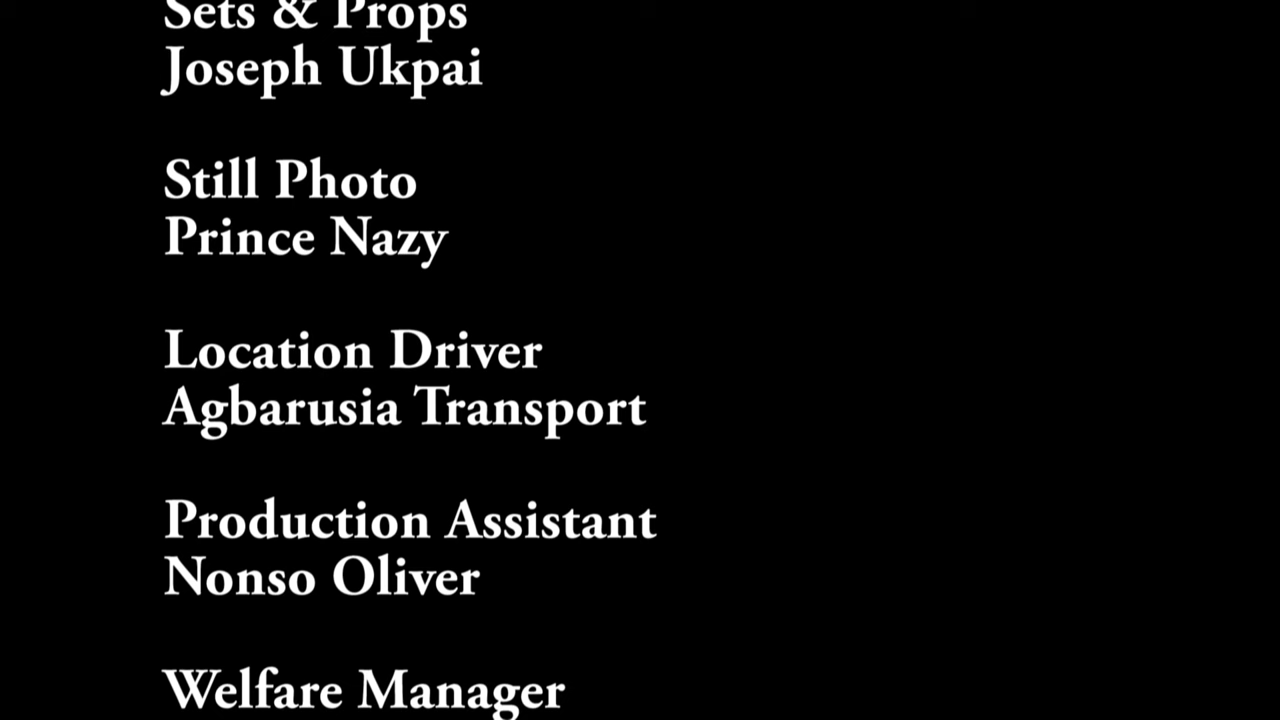 Sets & Props
Joseph Ukpai
Still Photo
Prince Nazy
Location Driver
Agbarusia Transport
Production Assistant
Nonso Oliver
Welfare Manager